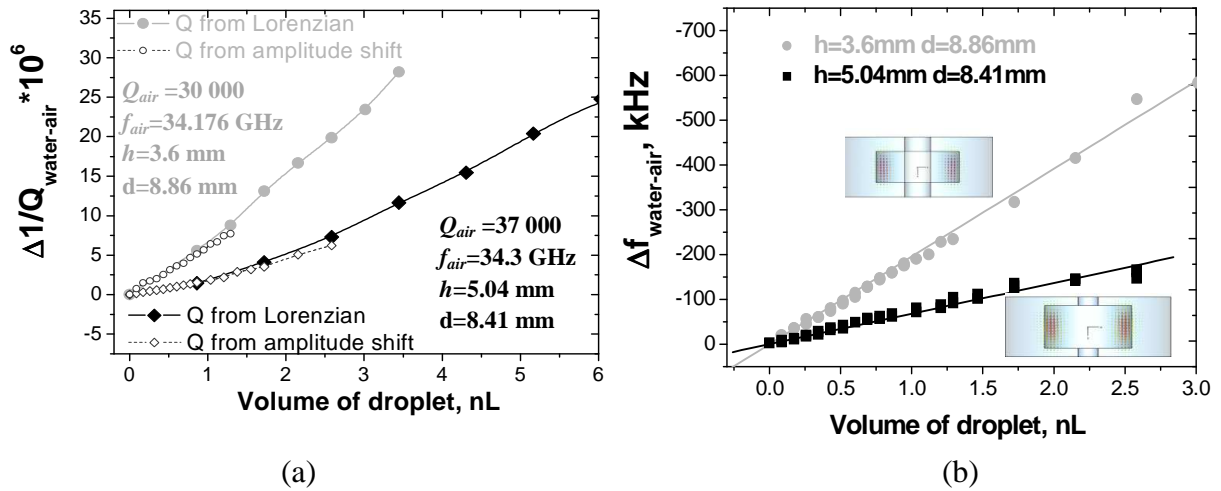 35
30
25
20
15
10
5
0
-5
Δ1/Q water-air *10^6
Q from Lorenzian
Q from amplitude shift
Q_air =30 000
f_air=34.176 GHz
h=3.6 mm
d=8.86 mm
Q_air =37 000
f_air=34.3 GHz
h=5.04 mm
d=8.41 mm
Q from Lorenzian
Q from amplitude shift
0 1 2 3 4 5 6
Volume of droplet, nL
(a)
-700
-600
-500
-400
-300
-200
-100
0
Δf water-air, kHz
h=3.6mm d=8.86mm
h=5.04mm d=8.41mm
0.0 0.5 1.0 1.5 2.0 2.5 3.0
Volume of droplet, nL
(b)